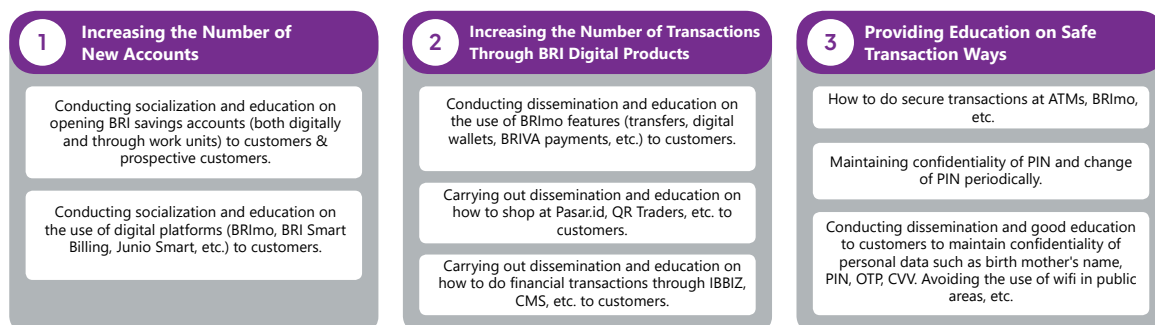 1
Increasing the Number of
New Accounts
Conducting socialization and education on
opening BRI savings accounts (both digitally
and through work units) to customers &
prospective customers.
Conducting socialization and education on
the use of digital platforms (BRImo, BRI Smart
Billing, Junio Smart, etc.) to customers.
2
Increasing the Number of Transactions
Through BRI Digital Products
Conducting dissemination and education on
the use of BRImo features (transfers, digital
wallets, BRIVA payments, etc.) to customers.
Carrying out dissemination and education on
how to shop at Pasar.id, QR Traders, etc. to
customers.
Carrying out dissemination and education on
how to do financial transactions through IBBIZ,
CMS, etc. to customers.
3
Providing Education on Safe
Transaction Ways
How to do secure transactions at ATMs, BRImo,
etc.
Maintaining confidentiality of PIN and change
of PIN periodically.
Conducting dissemination and good education
to customers to maintain confidentiality of
personal data such as birth mother's name,
PIN, OTP, CVV. Avoiding the use of wifi in public
areas, etc.